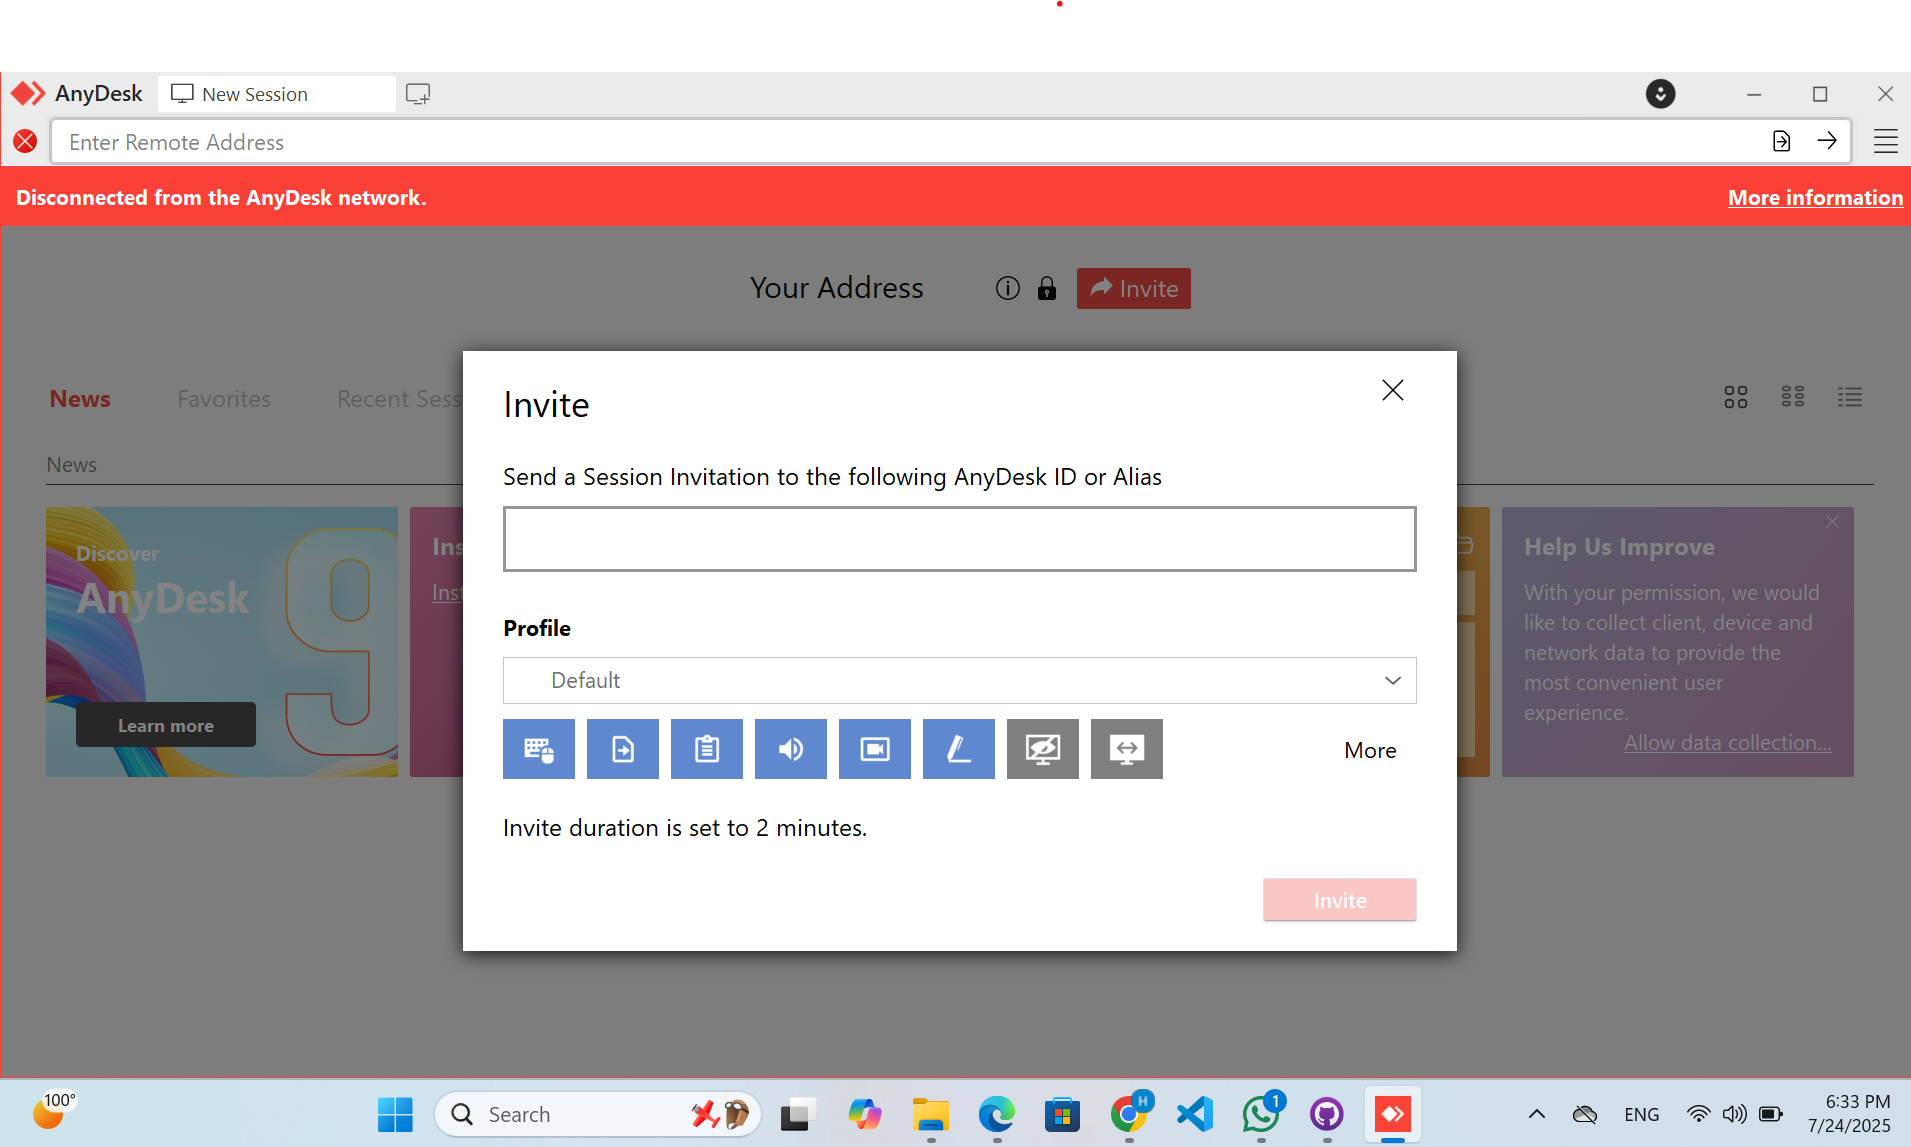 AnyDesk
New Session
Enter Remote Address
Disconnected from the AnyDesk network.
More information
Your Address
Invite
News
Favorites
Recent Sess
News
Discover
AnyDesk
9
Learn more
Ins
Inst
Help Us Improve
With your permission, we would
like to collect client, device and
network data to provide the
most convenient user
experience.
Allow data collection...
Invite
Send a Session Invitation to the following AnyDesk ID or Alias
Profile
Default
More
Invite duration is set to 2 minutes.
Invite
100°
Search
H
1
ENG
6:33 PM
7/24/2025